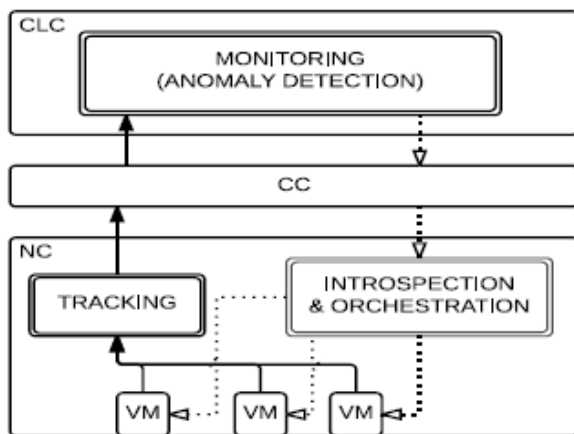 CLC
MONITORING
(ANOMALY DETECTION)
CC
NC
TRACKING
INTROSPECTION
& ORCHESTRATION
VM
VM
VM